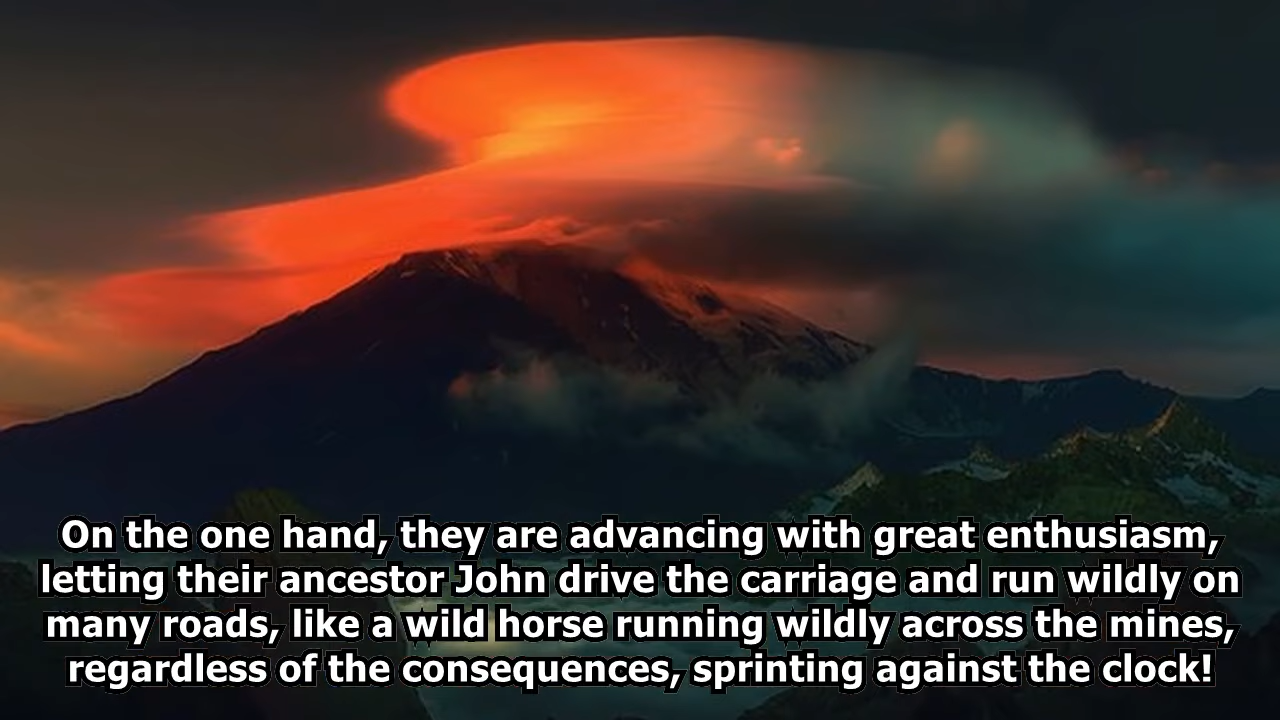 On the one hand, they are advancing with great enthusiasm,
letting their ancestor John drive the carriage and run wildly on
many roads, like a wild horse running wildly across the mines,
regardless of the consequences, sprinting against the clock!